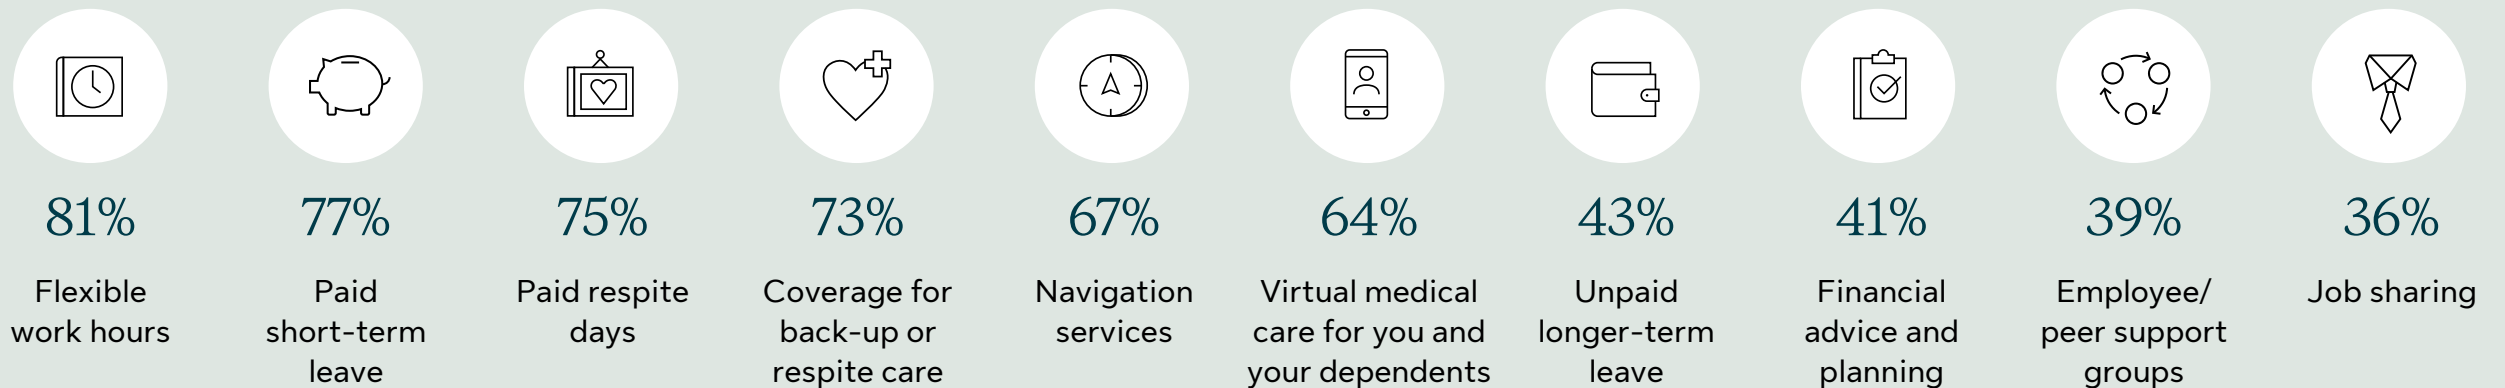 81%
Flexible
work hours
77%
Paid
short-term
leave
75%
Paid respite
days
73%
Coverage for
back-up or
respite care
67%
Navigation
services
64%
Virtual medical
care for you and
your dependents
43%
Unpaid
longer-term
leave
41%
Financial
advice and
planning
39%
Employee/
peer support
groups
36%
Job sharing